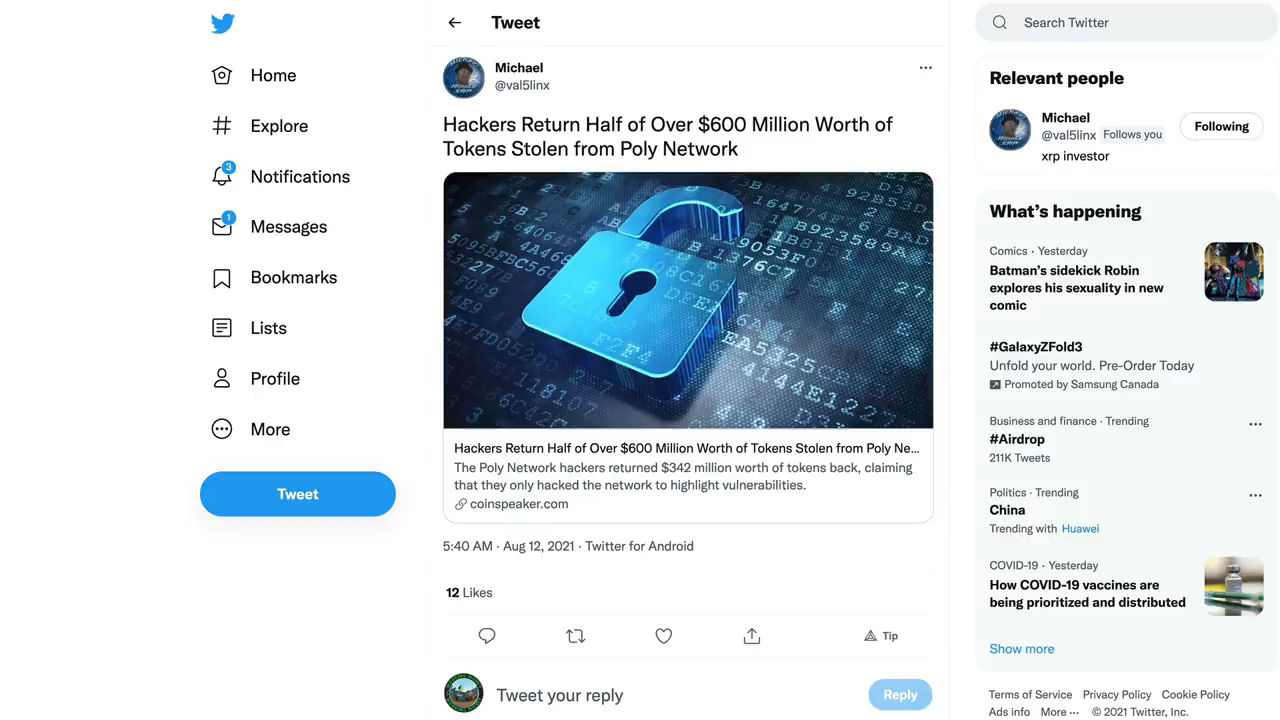 Home
Explore
3
Notifications
1
Messages
Bookmarks
Lists
Profile
More
Tweet
Tweet
Michael
@val5linx
Hackers Return Half of Over $600 Million Worth of
Tokens Stolen from Poly Network
Hackers Return Half of Over $600 Million Worth of Tokens Stolen from Poly Ne...
The Poly Network hackers returned $342 million worth of tokens back, claiming
that they only hacked the network to highlight vulnerabilities.
coinspeaker.com
5:40 AM · Aug 12, 2021 · Twitter for Android
12 Likes
Tip
Tweet your reply
Reply
Search Twitter
Relevant people
Michael
@val5linx Follows you
Following
xrp investor
What's happening
Comics · Yesterday
Batman's sidekick Robin
explores his sexuality in new
comic
#GalaxyZFold3
Unfold your world. Pre-Order Today
Promoted by Samsung Canada
Business and finance · Trending
#Airdrop
211K Tweets
Politics · Trending
China
Trending with Huawei
COVID-19 · Yesterday
How COVID-19 vaccines are
being prioritized and distributed
Show more
Terms of Service Privacy Policy Cookie Policy
Ads info More ··· © 2021 Twitter, Inc.